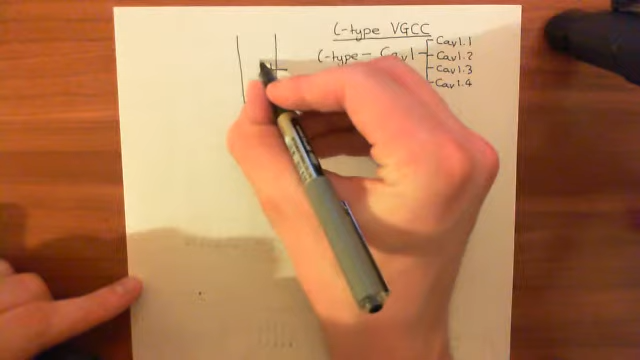 L-type VGCC
L-type - Cav1
Cav1.1
Cav1.2
Cav1.3
Cav1.4